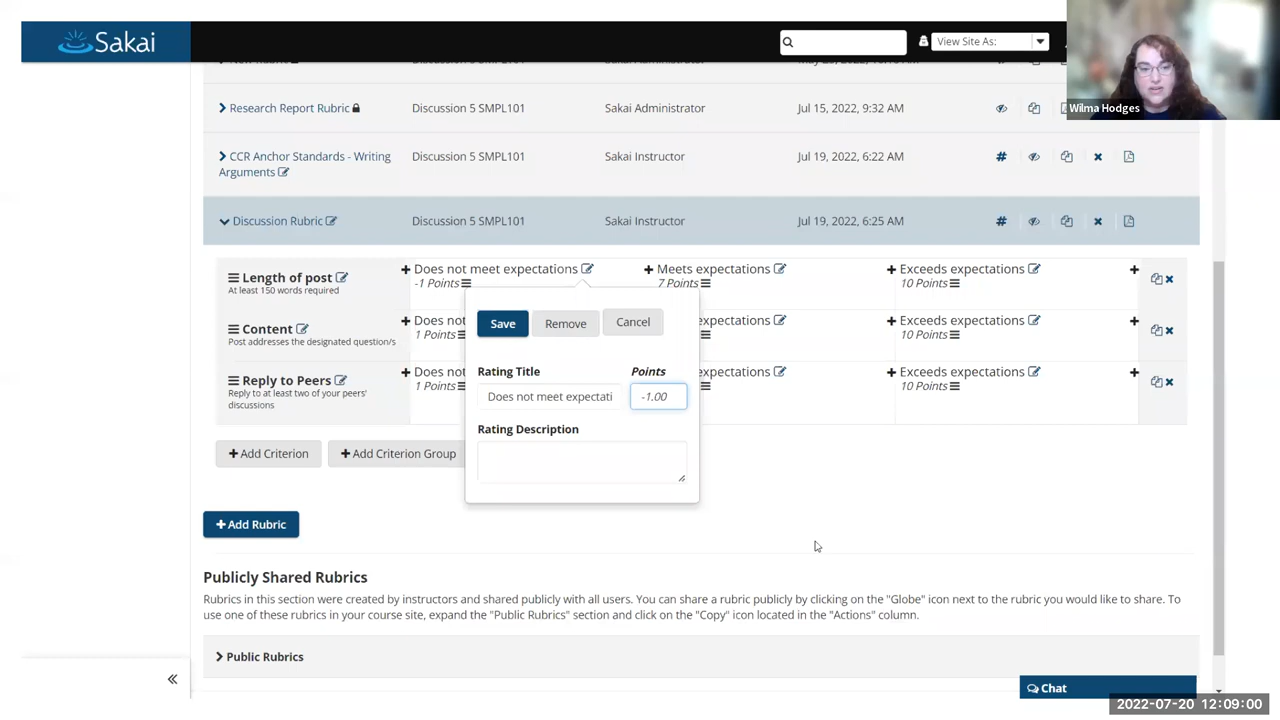 Sakai
View Site As:
Wilma Hodges
Research Report Rubric Discussion 5 SMPL101 Sakai Administrator Jul 15, 2022, 9:32 AM
CCR Anchor Standards - Writing Discussion 5 SMPL101 Sakai Instructor Jul 19, 2022, 6:22 AM #
Arguments
Discussion Rubric Discussion 5 SMPL101 Sakai Instructor Jul 19, 2022, 6:25 AM #
Length of post Does not meet expectations Meets expectations Exceeds expectations
At least 150 words required -1 Points 7 Points 10 Points
Content Does no expectations Exceeds expectations
Post addresses the designated question/s 1 Points 10 Points
Reply to Peers Does no expectations Exceeds expectations
Reply to at least two of your peers' 1 Points 10 Points
discussions
Save Remove Cancel
Rating Title Points
Does not meet expectati -1.00
Rating Description
+ Add Criterion + Add Criterion Group
+ Add Rubric
Publicly Shared Rubrics
Rubrics in this section were created by instructors and shared publicly with all users. You can share a rubric publicly by clicking on the "Globe" icon next to the rubric you would like to share. To
use one of these rubrics in your course site, expand the "Public Rubrics" section and click on the "Copy" icon located in the "Actions" column.
Public Rubrics
Chat
2022-07-20 12:09:00